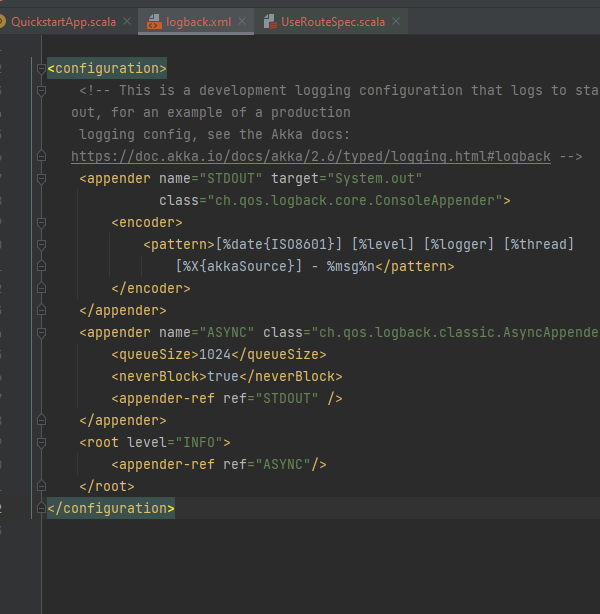 QuickstartApp.scala logback.xml UseRouteSpec.scala
<configuration>
<!-- This is a development logging configuration that logs to sta
out, for an example of a production
logging config, see the Akka docs:
https://doc.akka.io/docs/akka/2.6/typed/logging.html#logback -->
<appender name="STDOUT" target="System.out"
class="ch.qos.logback.core.ConsoleAppender">
<encoder>
<pattern>[%date{ISO8601}] [%level] [%logger] [%thread]
[%X{akkaSource}] - %msg%n</pattern>
</encoder>
</appender>
<appender name="ASYNC" class="ch.qos.logback.classic.AsyncAppende
<queueSize>1024</queueSize>
<neverBlock>true</neverBlock>
<appender-ref ref="STDOUT" />
</appender>
<root level="INFO">
<appender-ref ref="ASYNC"/>
</root>
</configuration>